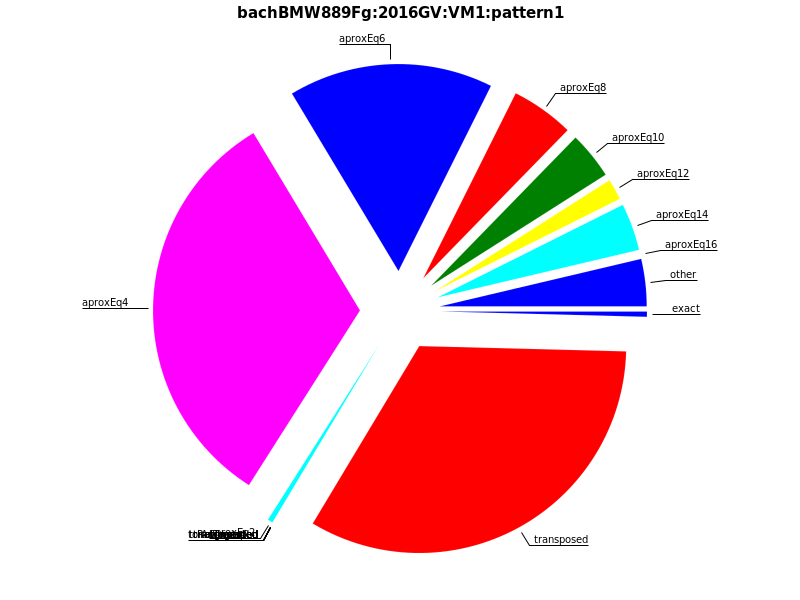 bachBMW889Fg:2016GV:VM1:pattern1
aproxEq6
aproxEq8
aproxEq10
aproxEq12
aproxEq14
aproxEq16
other
exact
aproxEq4
transposed